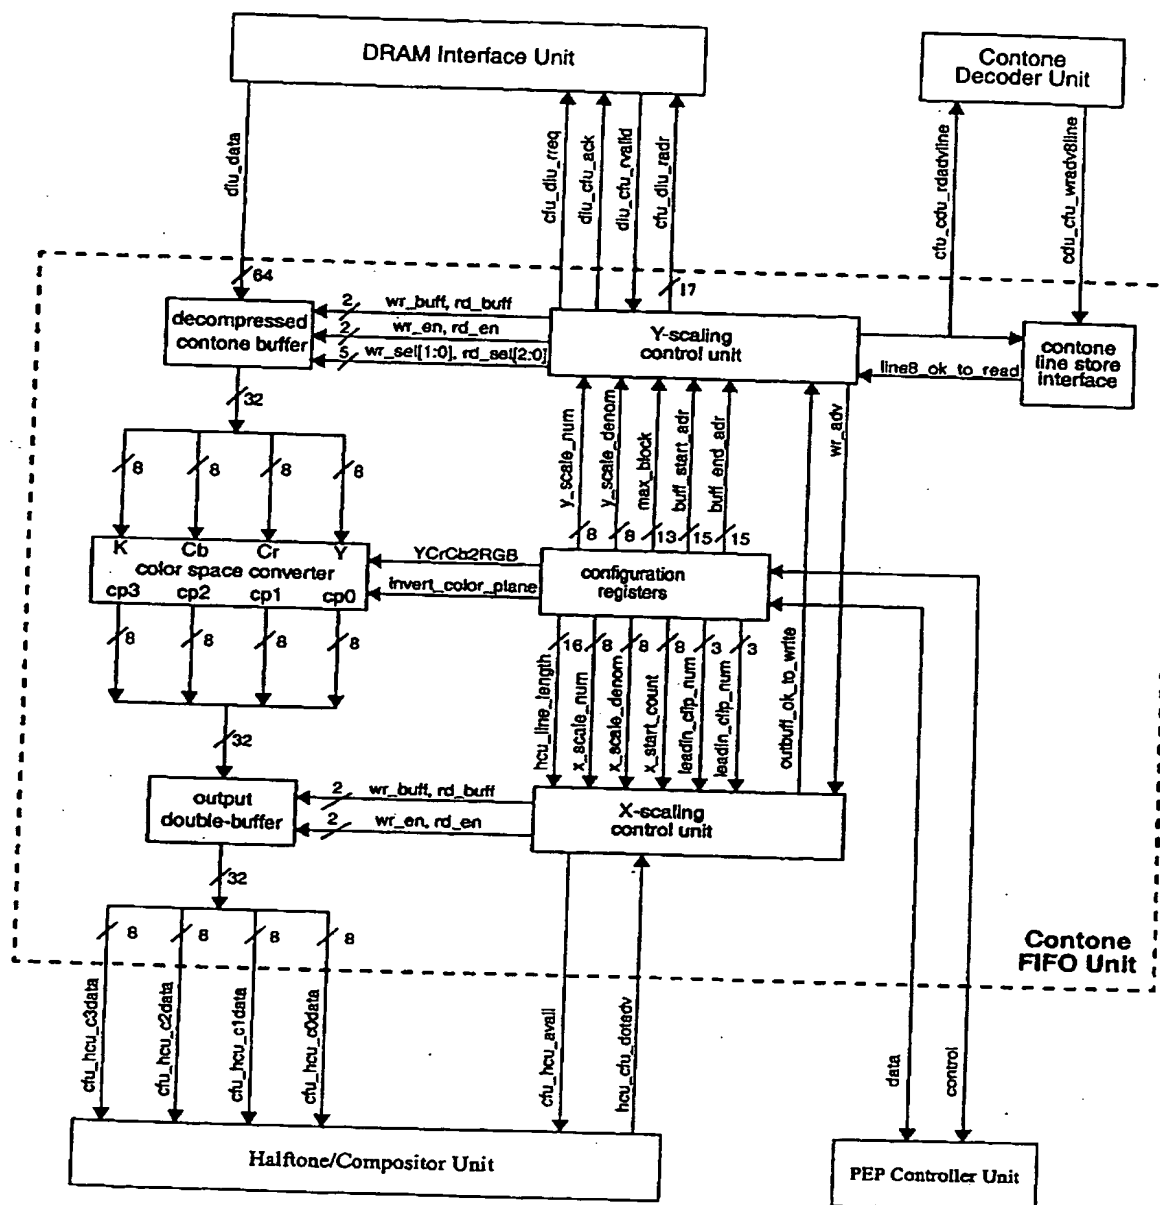 DRAM Interface Unit
Contone
Decoder Unit
diu_data
cfu_diu_rreq
diu_cfu_ack
diu_cfu_rvalid
cfu_diu_radr
cfu_cdu_rdadvline
cdu_cfu_wradv8line
64
17
decompressed
contone buffer
2
wr_buff, rd_buff
2
wr_en, rd_en
5
wr_sel[1:0], rd_sel[2:0]
Y-scaling
control unit
line8_ok_to_read
contone
line store
interface
32
8
8
8
8
y_scale_num
y_scale_denom
max_block
buff_start_adr
buff_end_adr
wr_adv
8
8
13
15
15
K
Cb
Cr
Y
color space converter
cp3
cp2
cp1
cp0
YCrCb2RGB
invert_color_plane
configuration
registers
8
8
8
8
16
8
8
8
3
3
hcu_line_length
x_scale_num
x_scale_denom
x_start_count
leadin_clip_num
leadin_clip_num
outbuff_ok_to_write
32
output
double-buffer
2
wr_buff, rd_buff
2
wr_en, rd_en
X-scaling
control unit
32
8
8
8
8
Contone
FIFO Unit
cfu_hcu_c3data
cfu_hcu_c2data
cfu_hcu_c1data
cfu_hcu_c0data
cfu_hcu_avail
hcu_cfu_dotadv
data
control
Halftone/Compositor Unit
PEP Controller Unit